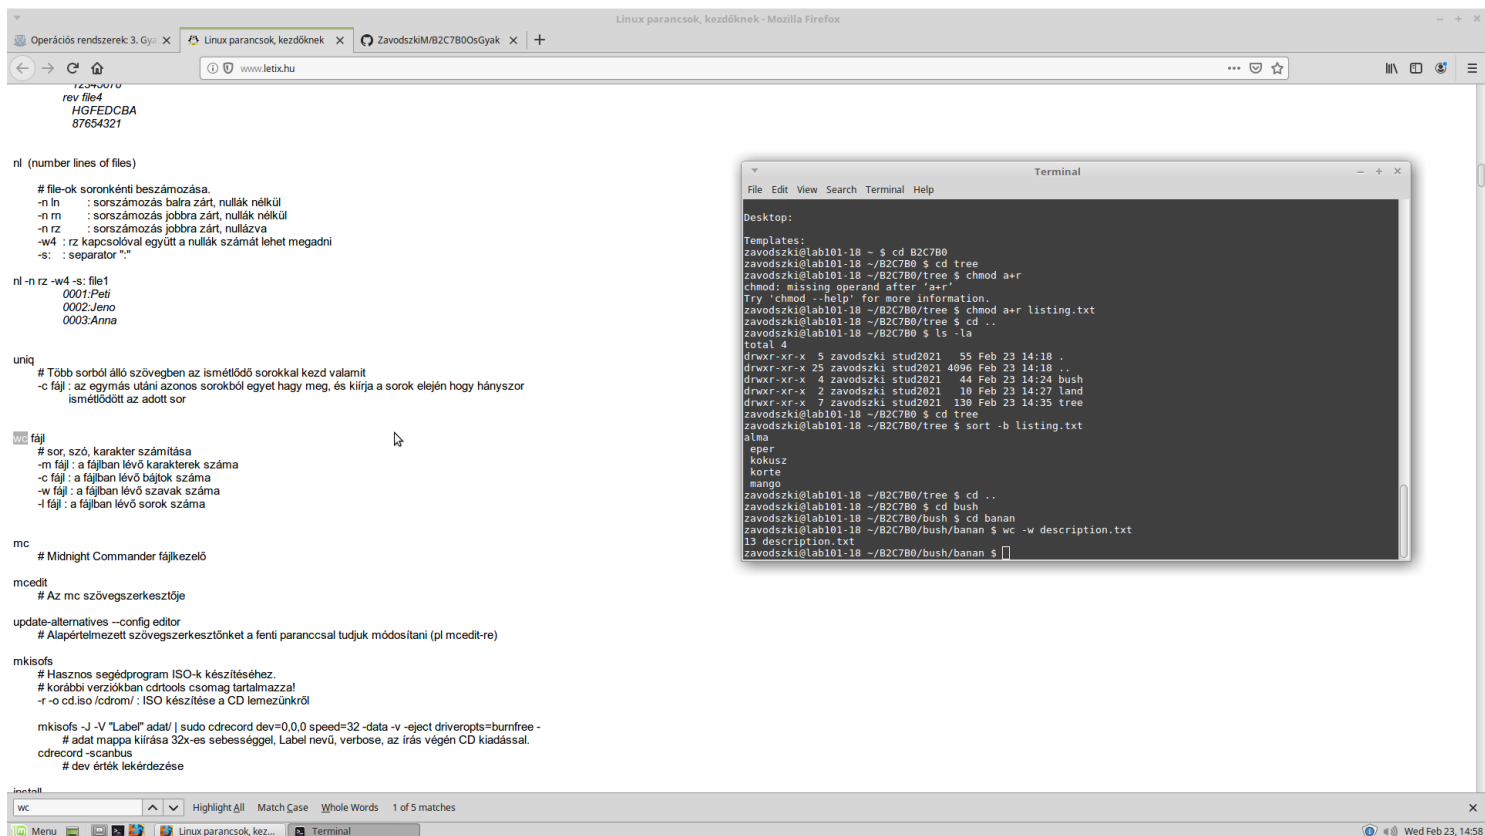 Linux parancsok, kezdőknek - Mozilla Firefox
Operációs rendszerek: 3. Gya
Linux parancsok, kezdőknek
ZavodszkiM/B2C7B0OsGyak
www.letix.hu
12345678
rev file4
HGFEDCBA
87654321
nl (number lines of files)
# file-ok soronkénti beszámozása.
-n ln : sorszámozás balra zárt, nullák nélkül
-n rn : sorszámozás jobbra zárt, nullák nélkül
-n rz : sorszámozás jobbra zárt, nullázva
-w4 : rz kapcsolóval együtt a nullák számát lehet megadni
-s: : separator ":"
nl -n rz -w4 -s: file1
0001:Peti
0002:Jeno
0003:Anna
uniq
# Több sorból álló szövegben az ismétlődő sorokkal kezd valamit
-c fájl : az egymás utáni azonos sorokból egyet hagy meg, és kiírja a sorok elején hogy hányszor
ismétlődött az adott sor
wc fájl
# sor, szó, karakter számítása
-m fájl : a fájlban lévő karakterek száma
-c fájl : a fájlban lévő bájtok száma
-w fájl : a fájlban lévő szavak száma
-l fájl : a fájlban lévő sorok száma
mc
# Midnight Commander fájlkezelő
mcedit
# Az mc szövegszerkesztője
update-alternatives --config editor
# Alapértelmezett szövegszerkesztőnket a fenti paranccsal tudjuk módosítani (pl mcedit-re)
mkisofs
# Hasznos segédprogram ISO-k készítéséhez.
# korábbi verziókban cdrtools csomag tartalmazza!
-r -o cd.iso /cdrom/ : ISO készítése a CD lemezünkről
mkisofs -J -V "Label" adat/ | sudo cdrecord dev=0,0,0 speed=32 -data -v -eject driveropts=burnfree -
# adat mappa kiírása 32x-es sebességgel, Label nevű, verbose, az írás végén CD kiadással.
cdrecord -scanbus
# dev érték lekérdezése
install
Terminal
File Edit View Search Terminal Help
Desktop:
Templates:
zavodszki@lab101-18 ~ $ cd B2C7B0
zavodszki@lab101-18 ~/B2C7B0 $ cd tree
zavodszki@lab101-18 ~/B2C7B0/tree $ chmod a+r
chmod: missing operand after ‘a+r’
Try 'chmod --help' for more information.
zavodszki@lab101-18 ~/B2C7B0/tree $ chmod a+r listing.txt
zavodszki@lab101-18 ~/B2C7B0/tree $ cd ..
zavodszki@lab101-18 ~/B2C7B0 $ ls -la
total 4
drwxr-xr-x 5 zavodszki stud2021 55 Feb 23 14:18 .
drwxr-xr-x 25 zavodszki stud2021 4096 Feb 23 14:18 ..
drwxr-xr-x 4 zavodszki stud2021 44 Feb 23 14:24 bush
drwxr-xr-x 2 zavodszki stud2021 10 Feb 23 14:27 land
drwxr-xr-x 7 zavodszki stud2021 130 Feb 23 14:35 tree
zavodszki@lab101-18 ~/B2C7B0 $ cd tree
zavodszki@lab101-18 ~/B2C7B0/tree $ sort -b listing.txt
alma
eper
kokusz
korte
mango
zavodszki@lab101-18 ~/B2C7B0/tree $ cd ..
zavodszki@lab101-18 ~/B2C7B0 $ cd bush
zavodszki@lab101-18 ~/B2C7B0/bush $ cd banan
zavodszki@lab101-18 ~/B2C7B0/bush/banan $ wc -w description.txt
13 description.txt
zavodszki@lab101-18 ~/B2C7B0/bush/banan $
wc Highlight All Match Case Whole Words 1 of 5 matches
Menu Linux parancsok, kez... Terminal Wed Feb 23, 14:58